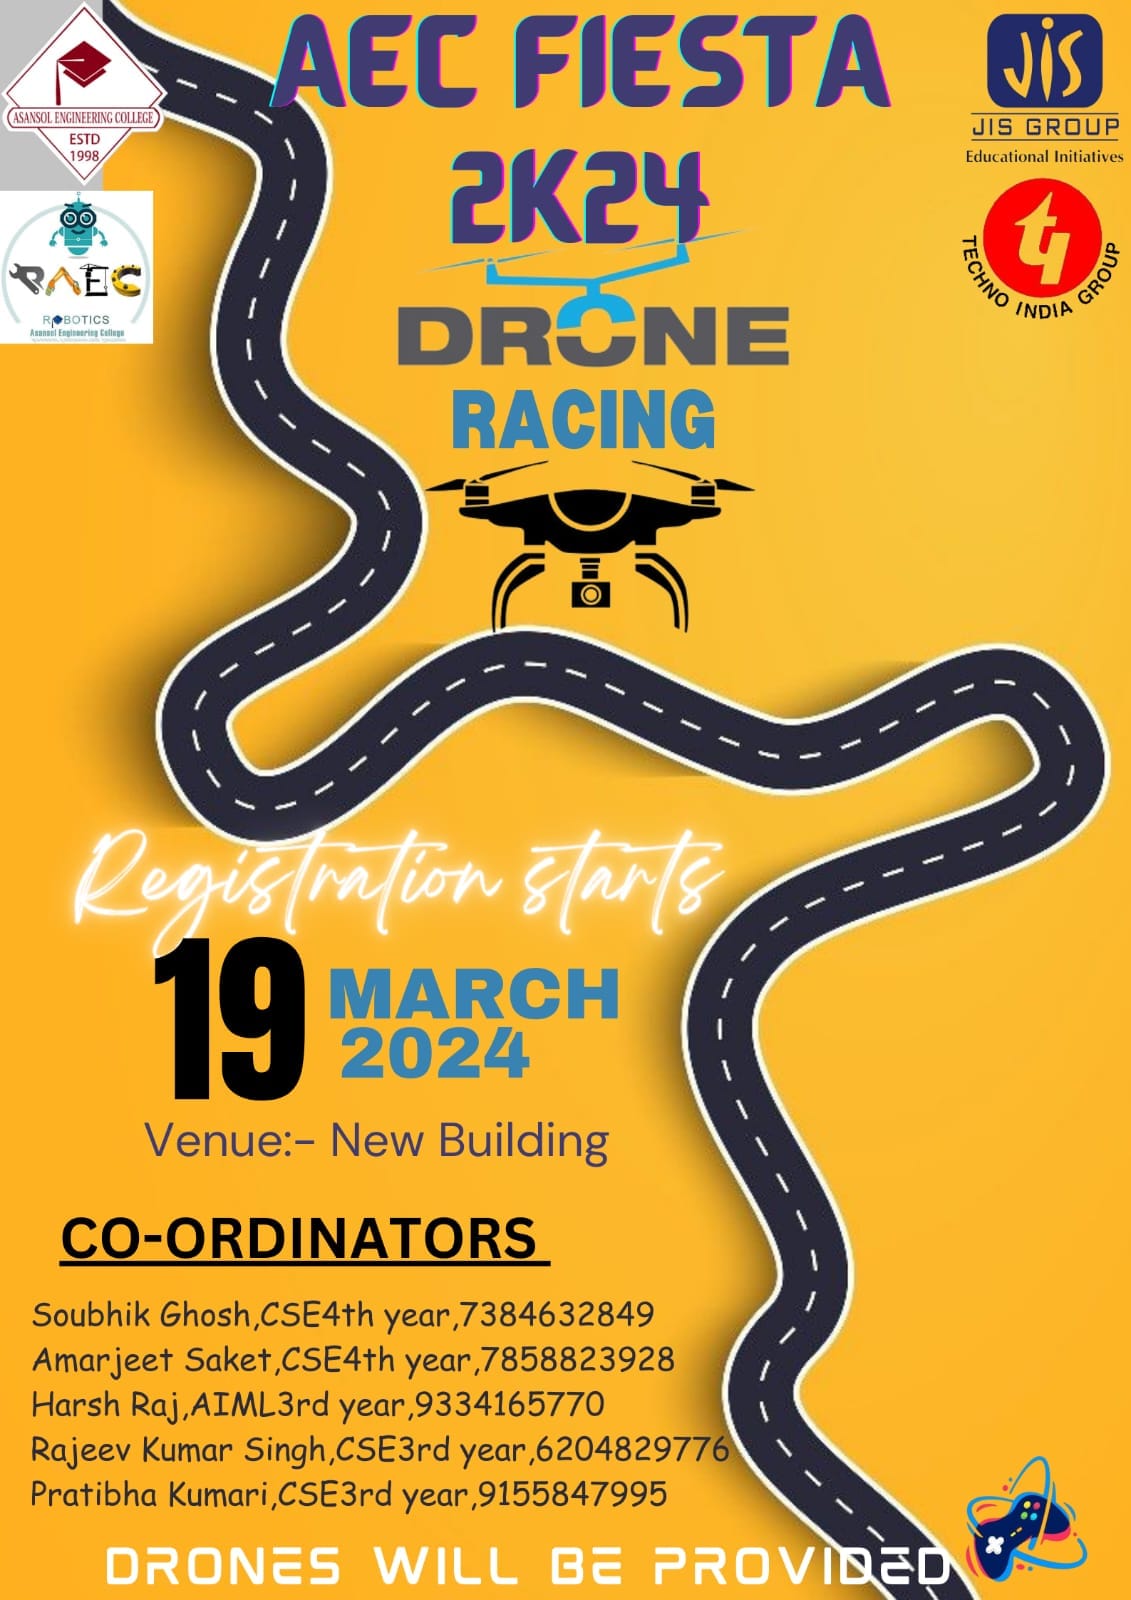 AEC FIESTA
2K24
ASANSOL ENGINEERING COLLEGE
ESTD
1998
JIS
JIS GROUP
Educational Initiatives
TECHNO INDIA GROUP
RAEC
ROBOTICS
Asansol Engineering College
DRONE
RACING
Registration starts
19 MARCH
2024
Venue:- New Building
CO-ORDINATORS
Soubhik Ghosh,CSE4th year,7384632849
Amarjeet Saket,CSE4th year,7858823928
Harsh Raj,AIML3rd year,9334165770
Rajeev Kumar Singh,CSE3rd year,6204829776
Pratibha Kumari,CSE3rd year,9155847995
DRONES WILL BE PROVIDED